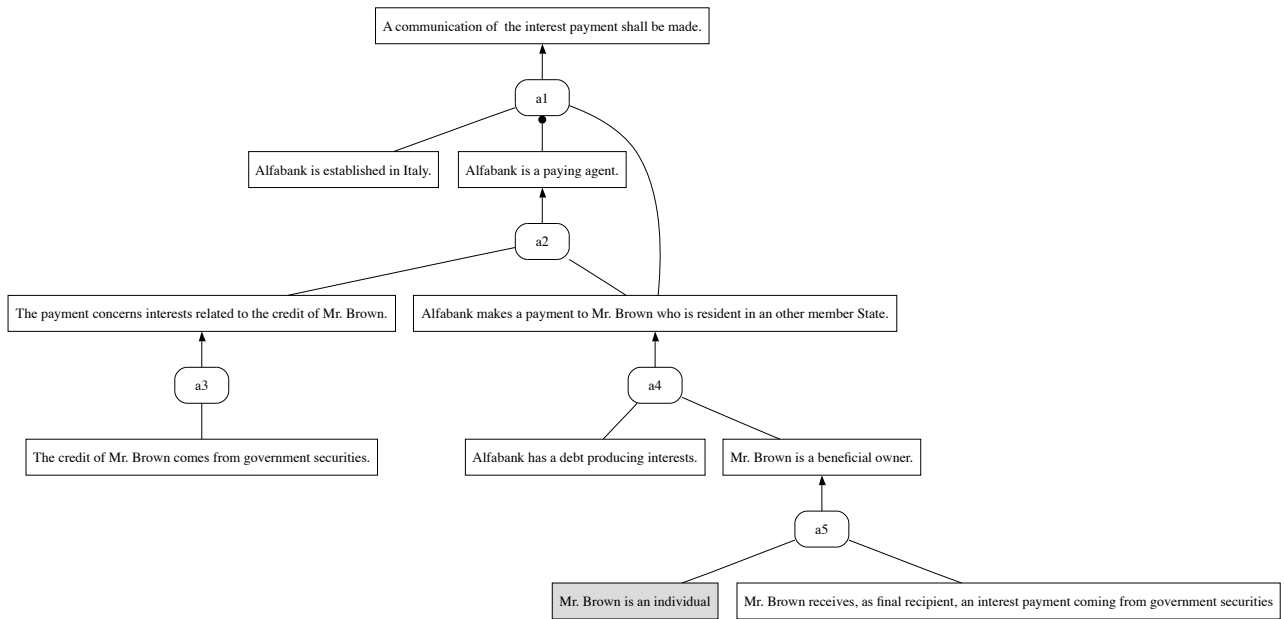 A communication of the interest payment shall be made.
a1
Alfabank is established in Italy.
Alfabank is a paying agent.
a2
The payment concerns interests related to the credit of Mr. Brown.
Alfabank makes a payment to Mr. Brown who is resident in an other member State.
a3
a4
The credit of Mr. Brown comes from government securities.
Alfabank has a debt producing interests.
Mr. Brown is a beneficial owner.
a5
Mr. Brown is an individual
Mr. Brown receives, as final recipient, an interest payment coming from government securities